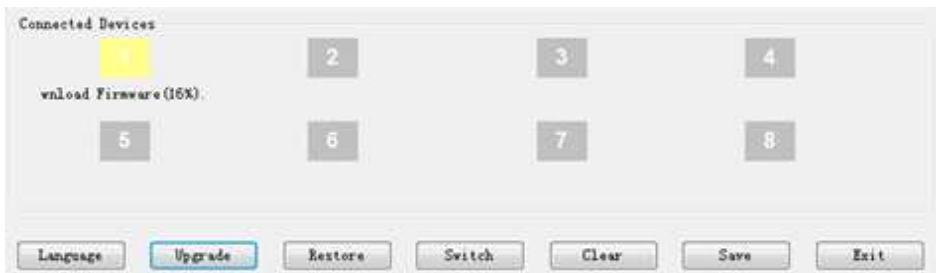 Connected Devices
1 2 3 4
wnload Firmware(16%).
5 6 7 8
Language Upgrade Restore Switch Clear Save Exit